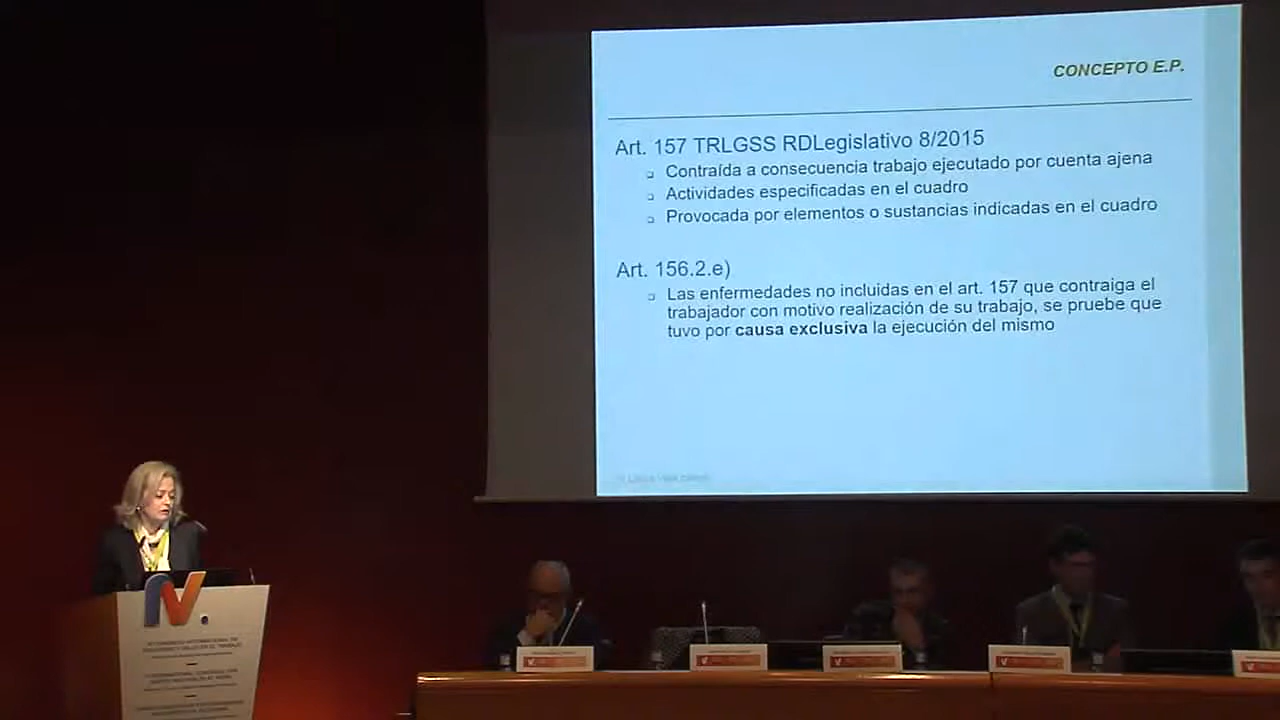 CONCEPTO E.P.
Art. 157 TRLGSS RDLegislativo 8/2015
Contraída a consecuencia trabajo ejecutado por cuenta ajena
Actividades especificadas en el cuadro
Provocada por elementos o sustancias indicadas en el cuadro
Art. 156.2.e)
Las enfermedades no incluidas en el art. 157 que contraiga el
trabajador con motivo realización de su trabajo, se pruebe que
tuvo por causa exclusiva la ejecución del mismo